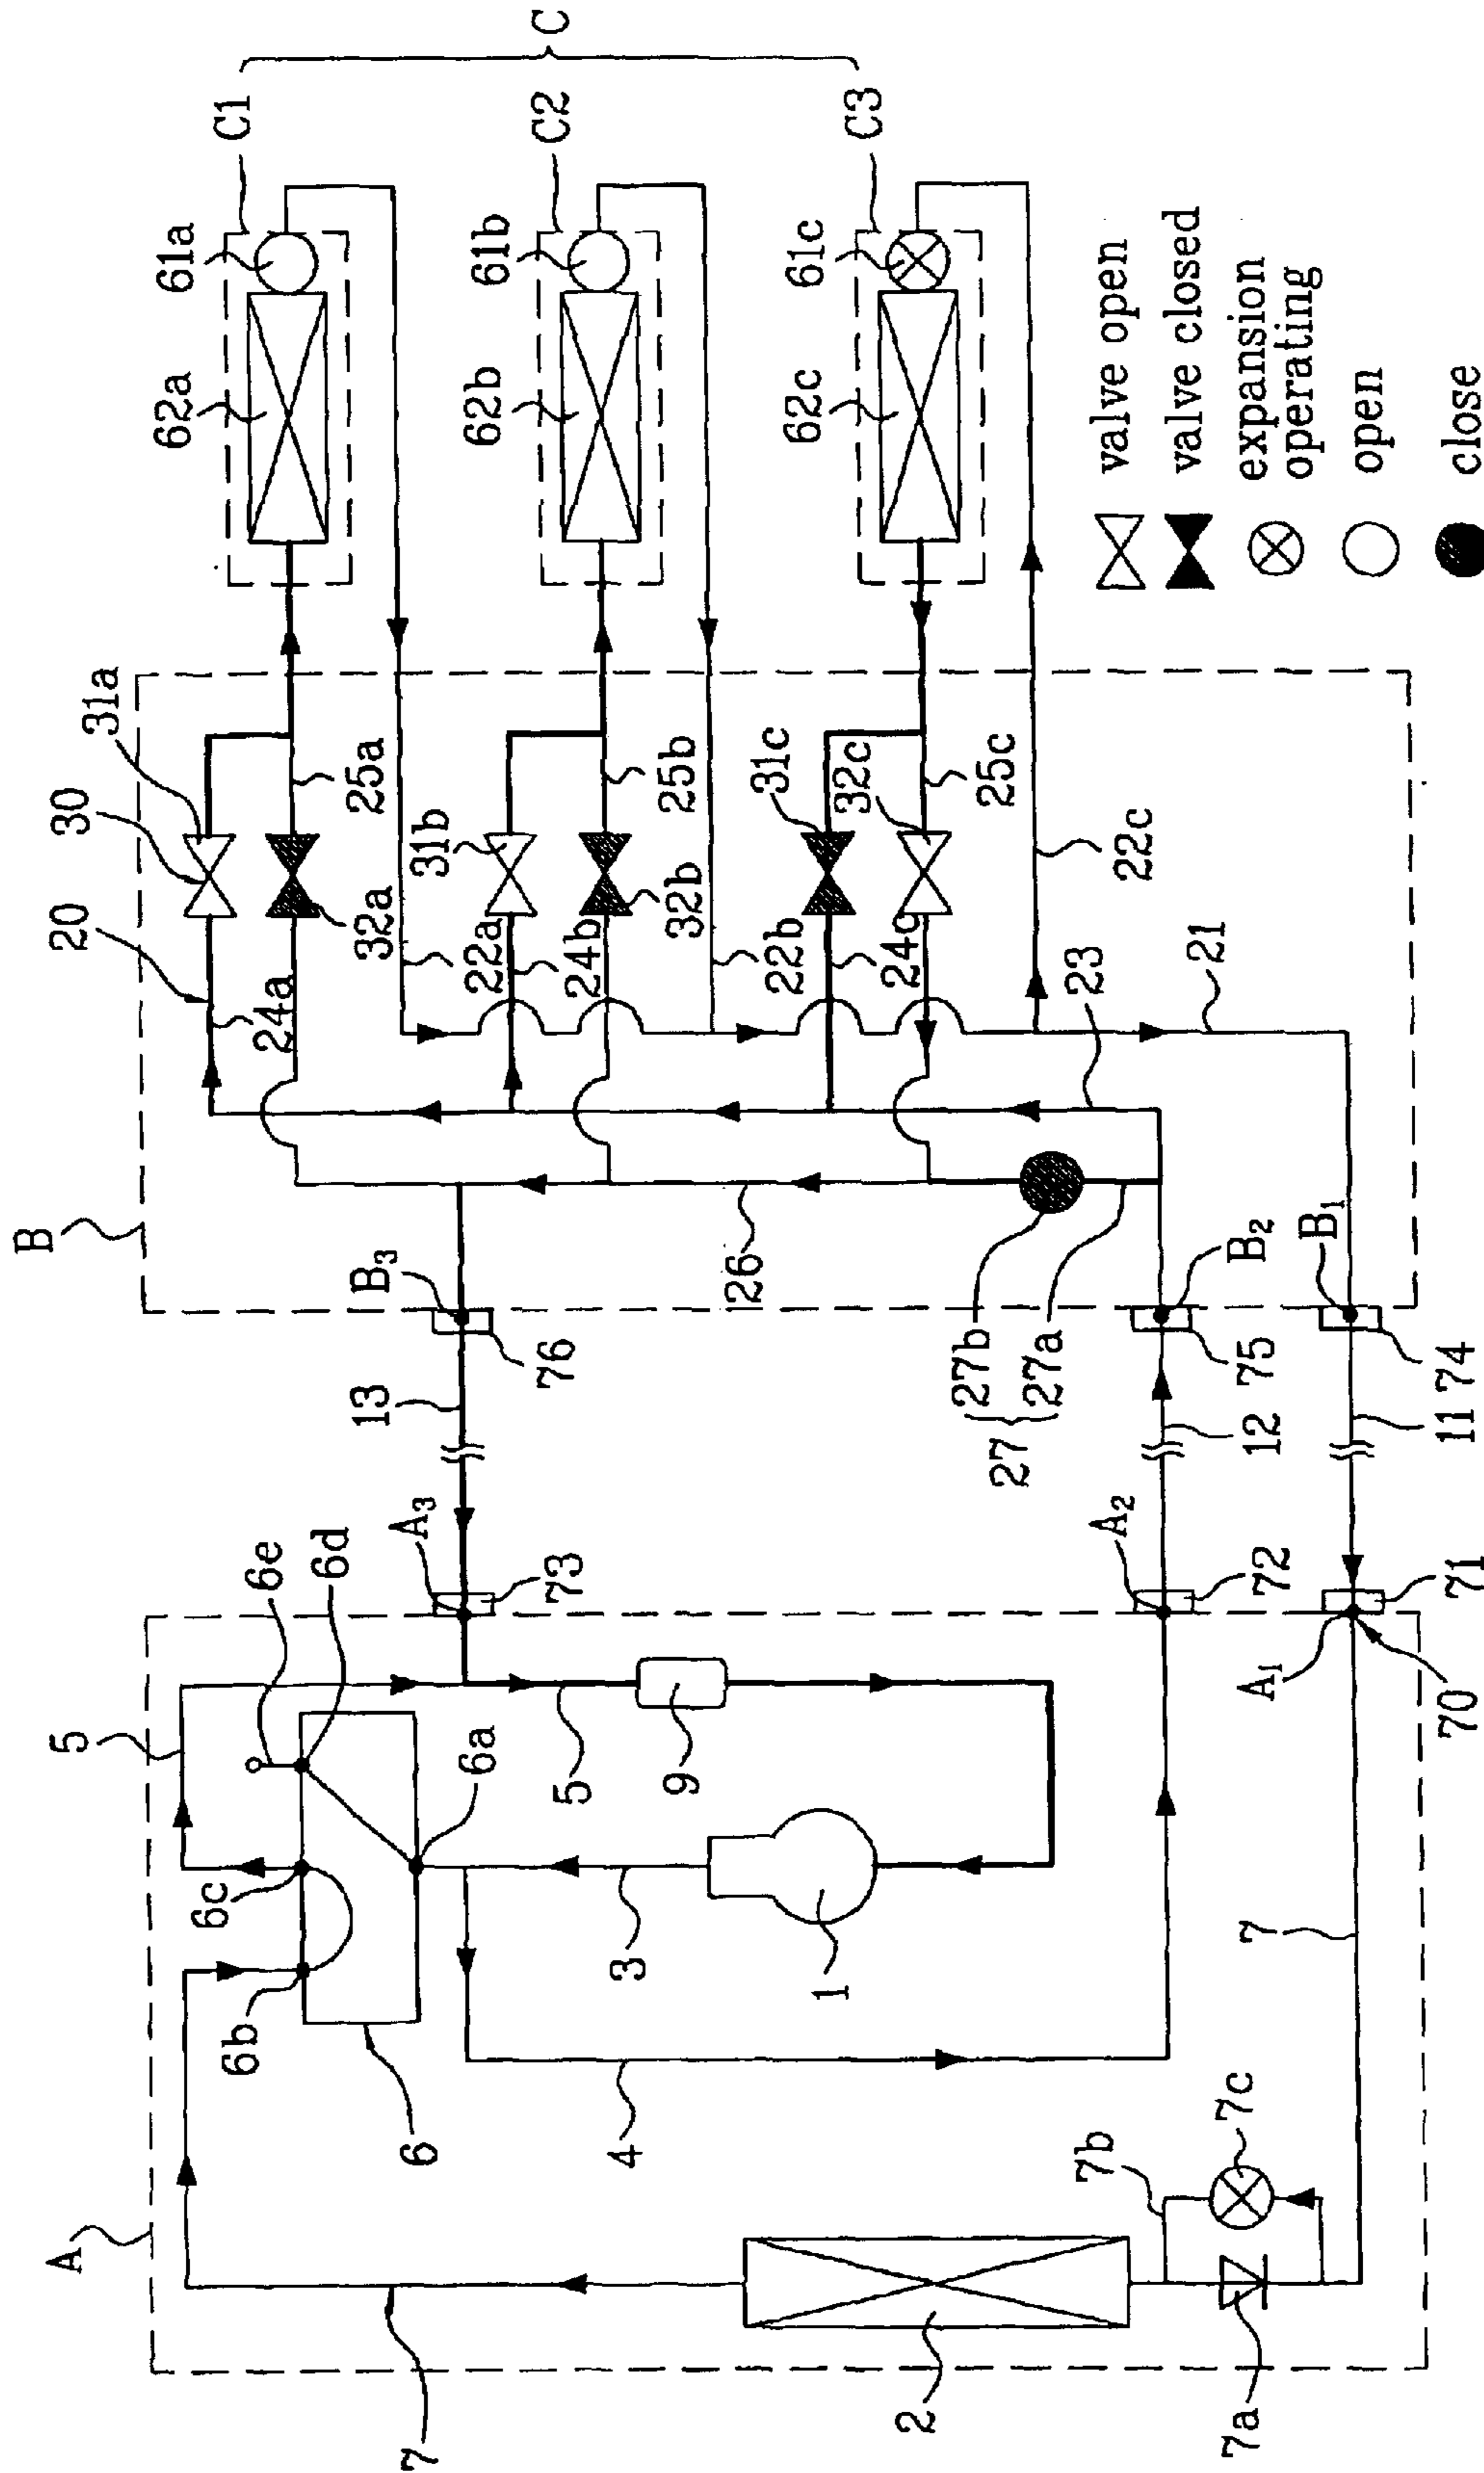 C
C1
C2
C3
61a
61b
61c
62a
62b
62c
valve open
valve closed
expansion
operating
open
close
B
20
30
31a
32a
24a
25a
22a
31b
32b
24b
25b
22b
31c
32c
24c
25c
22c
23
21
26
27b
27a
27
B3
B2
B1
76
75
74
13
12
11
A3
A2
A1
73
72
71
70
A
5
6e
6d
6c
6a
6b
6
5
9
3
1
4
7
7b
7c
7a
2
7